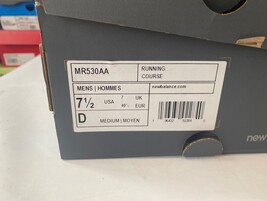 MR530AA
RUNNING
COURSE
MENS | HOMMES
newbalance.com
7½ USA UK EUR
D MEDIUM | MOYEN
new